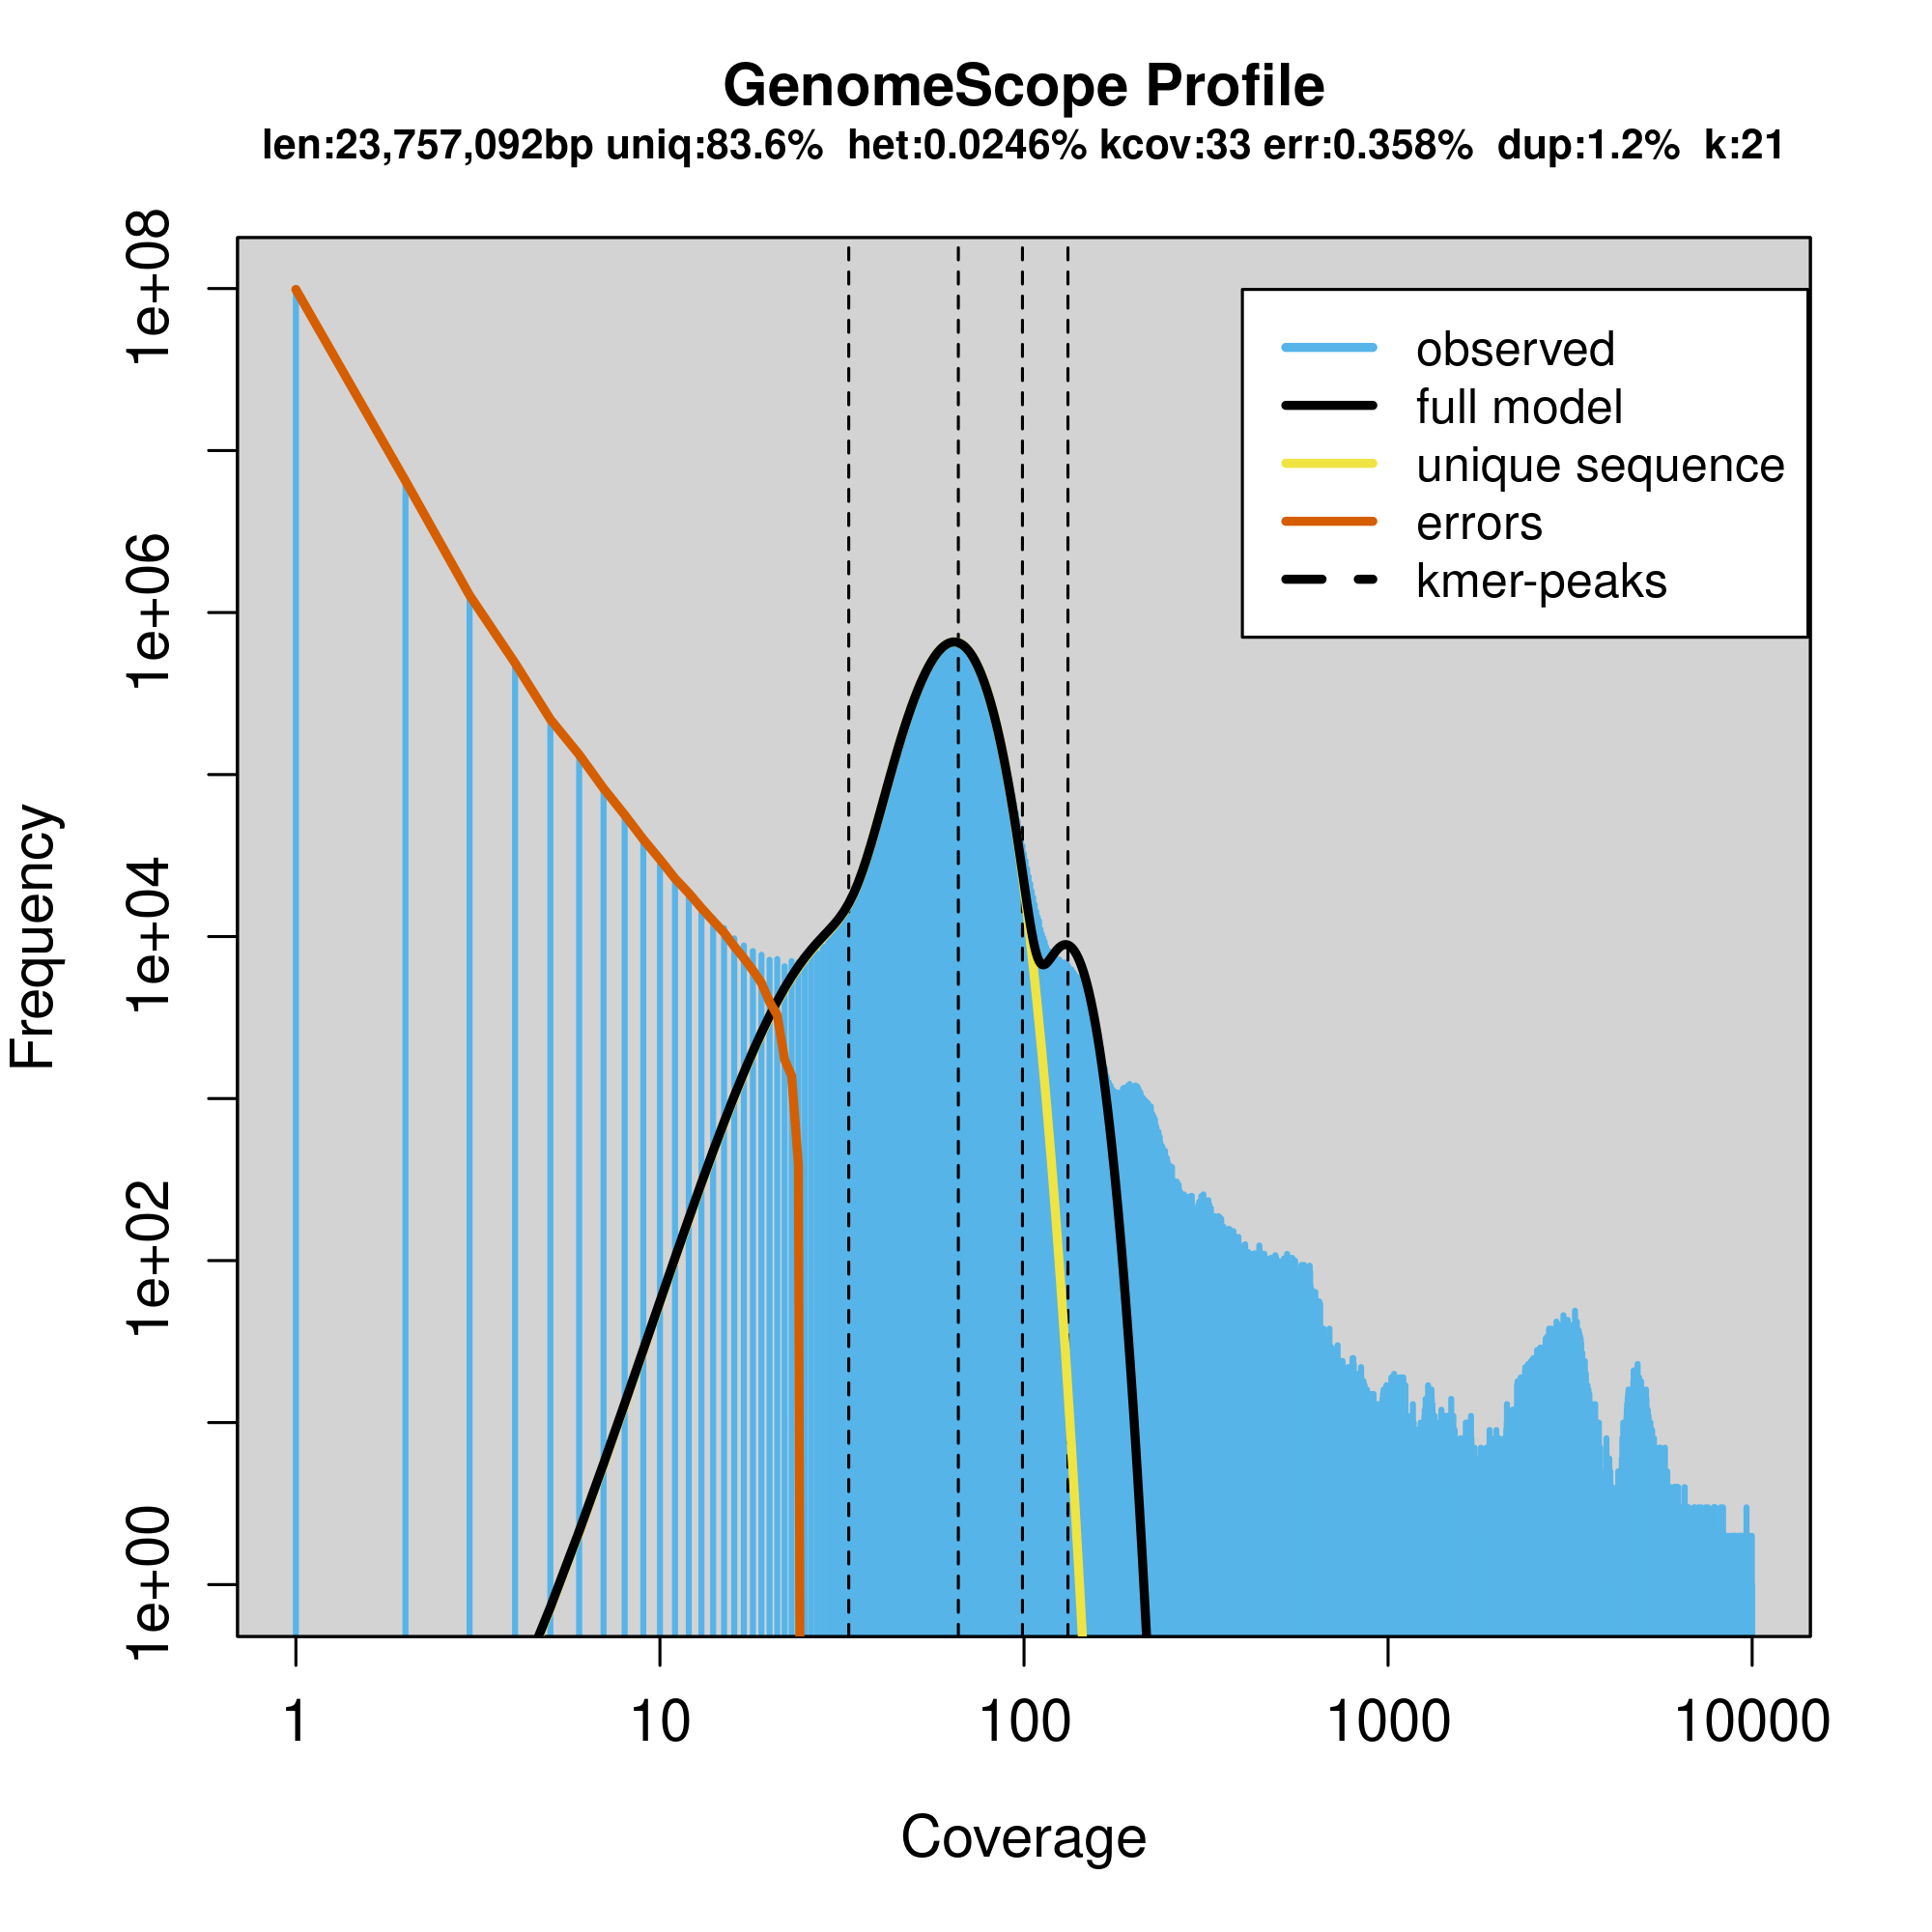 GenomeScope Profile
len:23,757,092bp uniq:83.6% het:0.0246% kcov:33 err:0.358% dup:1.2% k:21
observed
full model
unique sequence
errors
kmer-peaks
Frequency
1e+08
1e+06
1e+04
1e+02
1e+00
1 10 100 1000 10000
Coverage